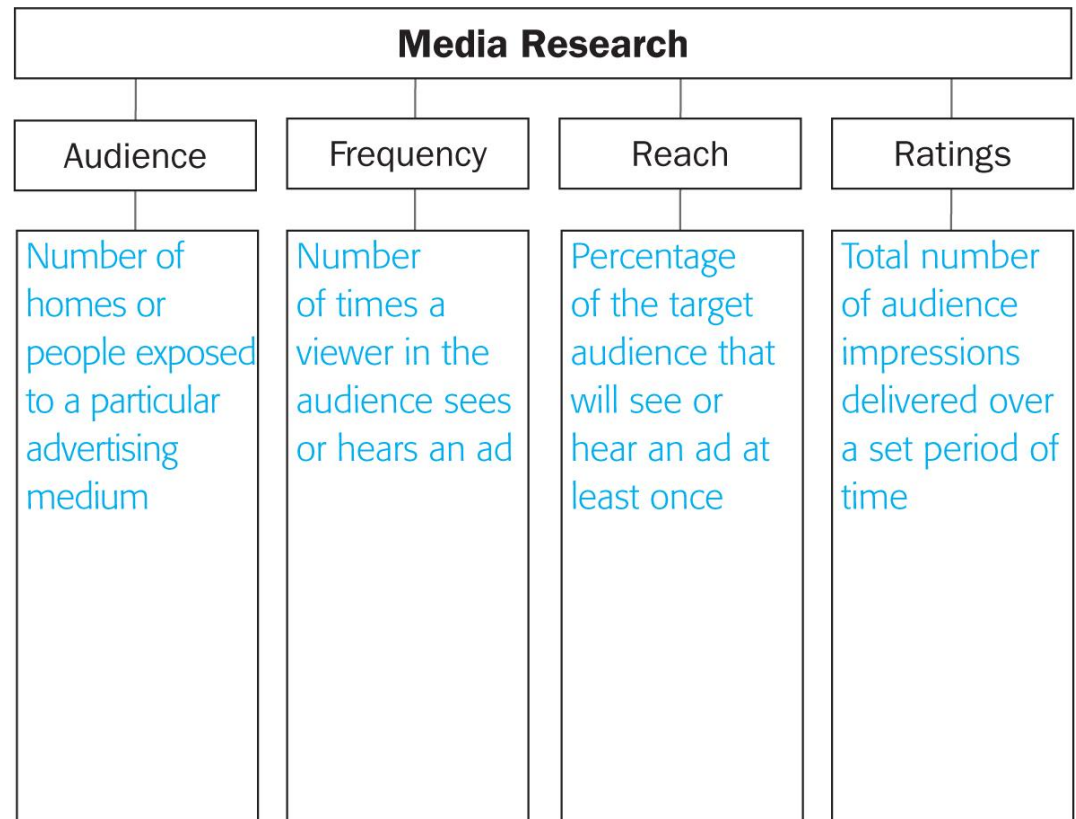 Media Research
Audience
Frequency
Reach
Ratings
Number of
homes or
people exposed
to a particular
advertising
medium
Number
of times a
viewer in the
audience sees
or hears an ad
Percentage
of the target
audience that
will see or
hear an ad at
least once
Total number
of audience
impressions
delivered over
a set period of
time